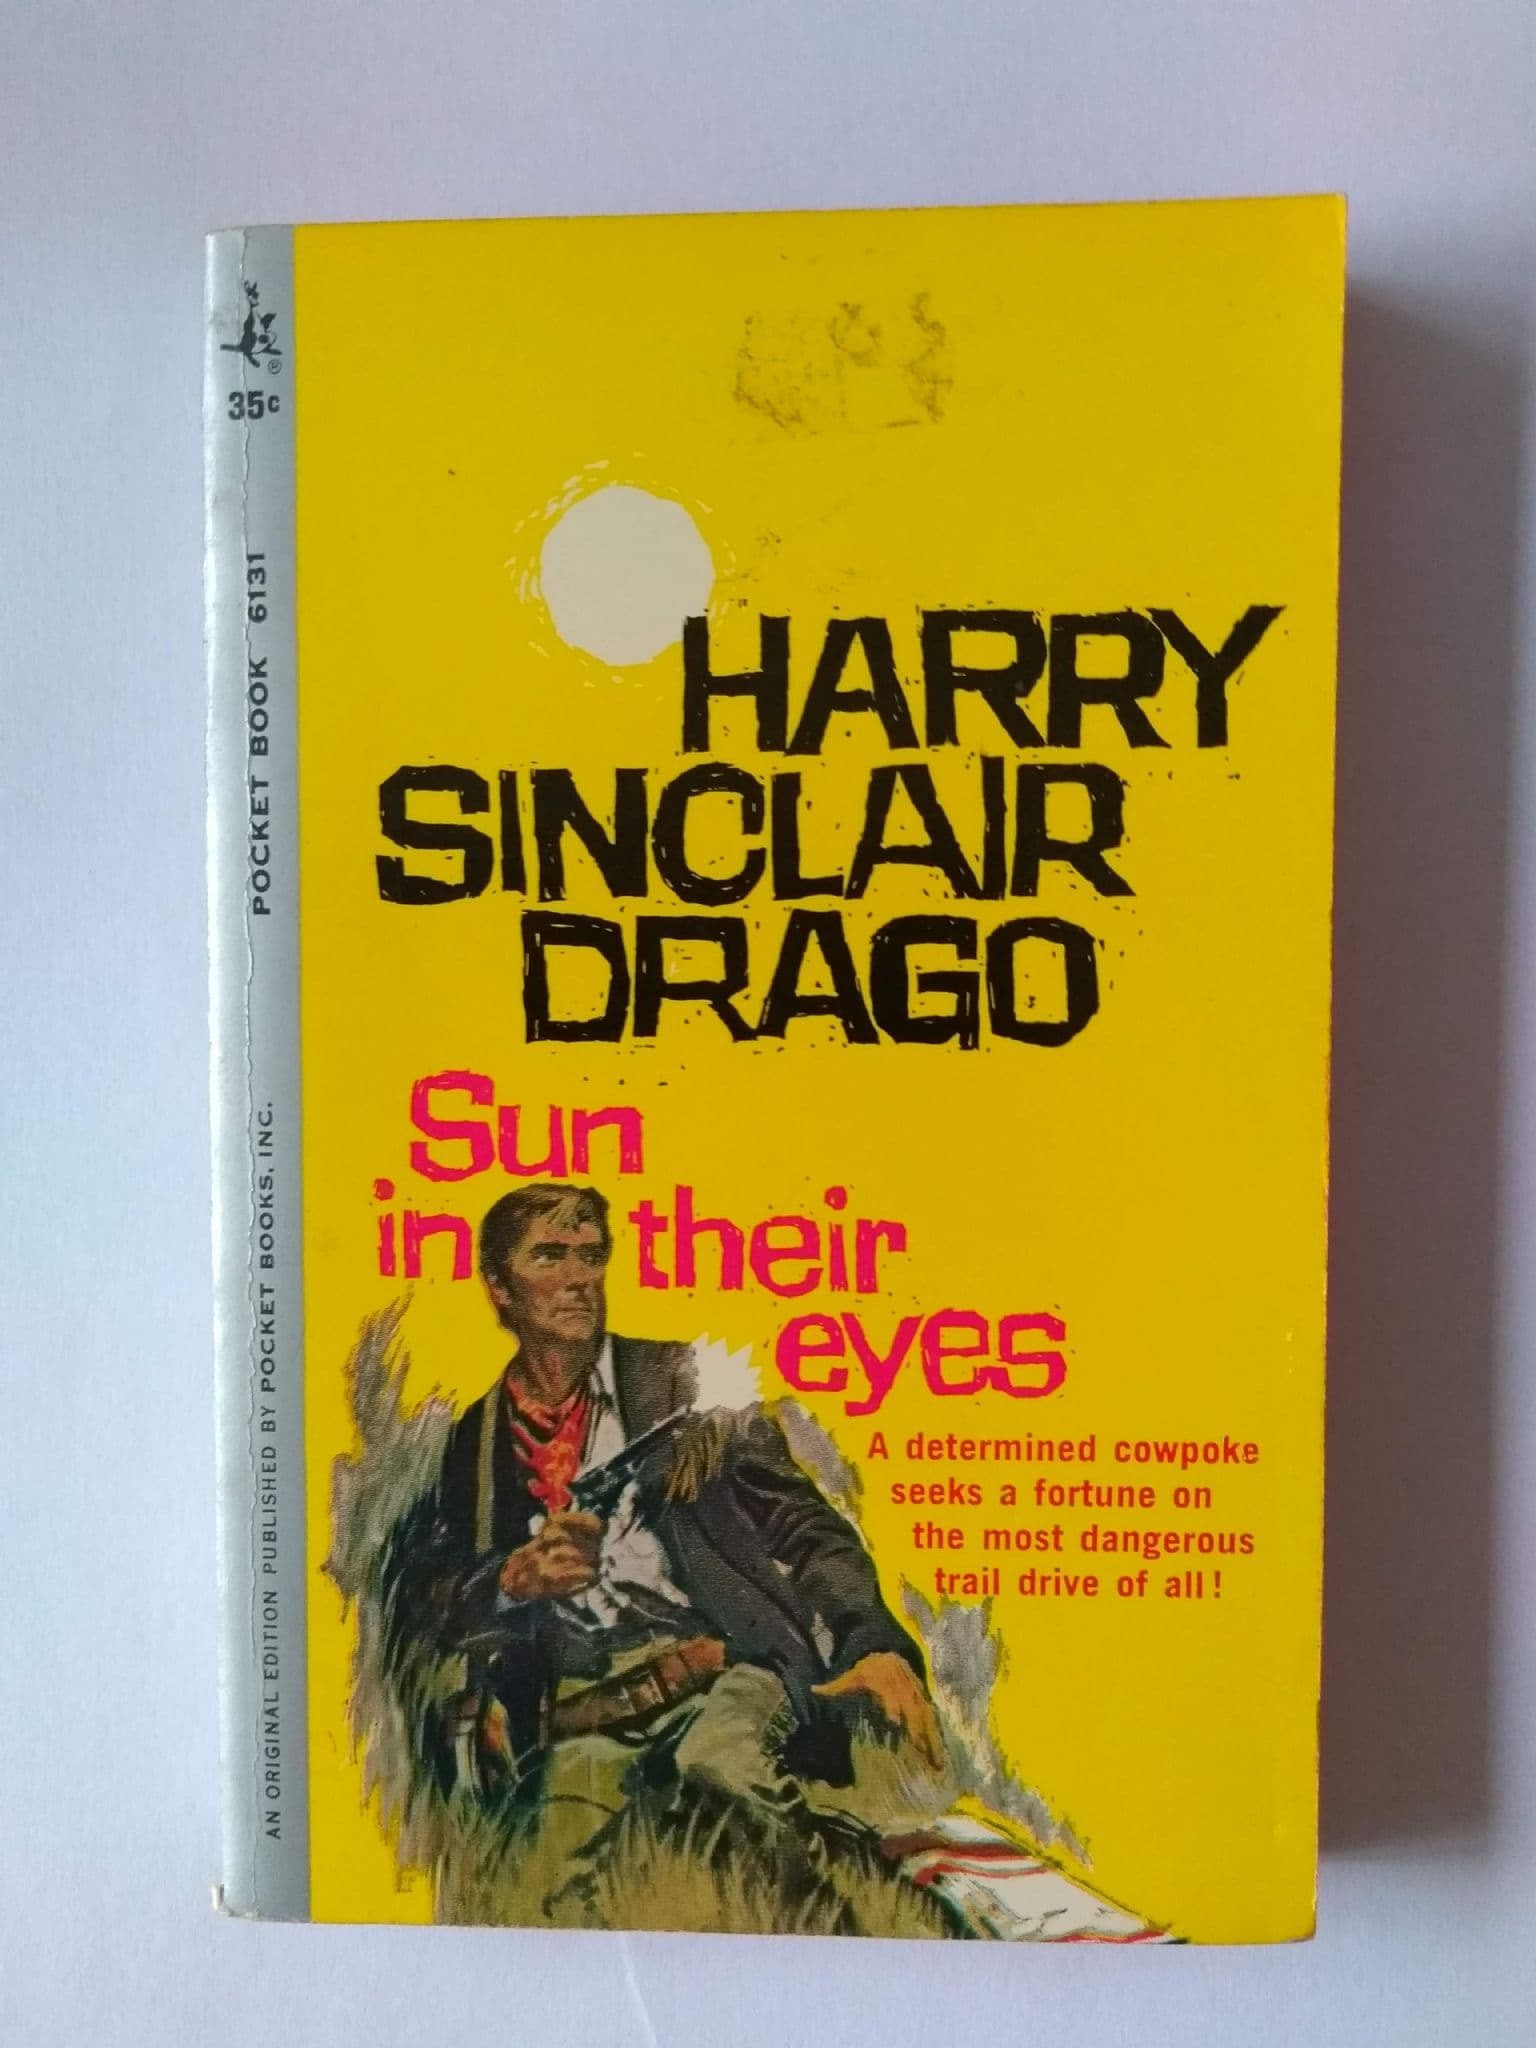 ®
35c
POCKET BOOK 6131
AN ORIGINAL EDITION PUBLISHED BY POCKET BOOKS, INC.
HARRY
SINCLAIR
DRAGO
Sun
in their
eyes
A determined cowpoke
seeks a fortune on
the most dangerous
trail drive of all!